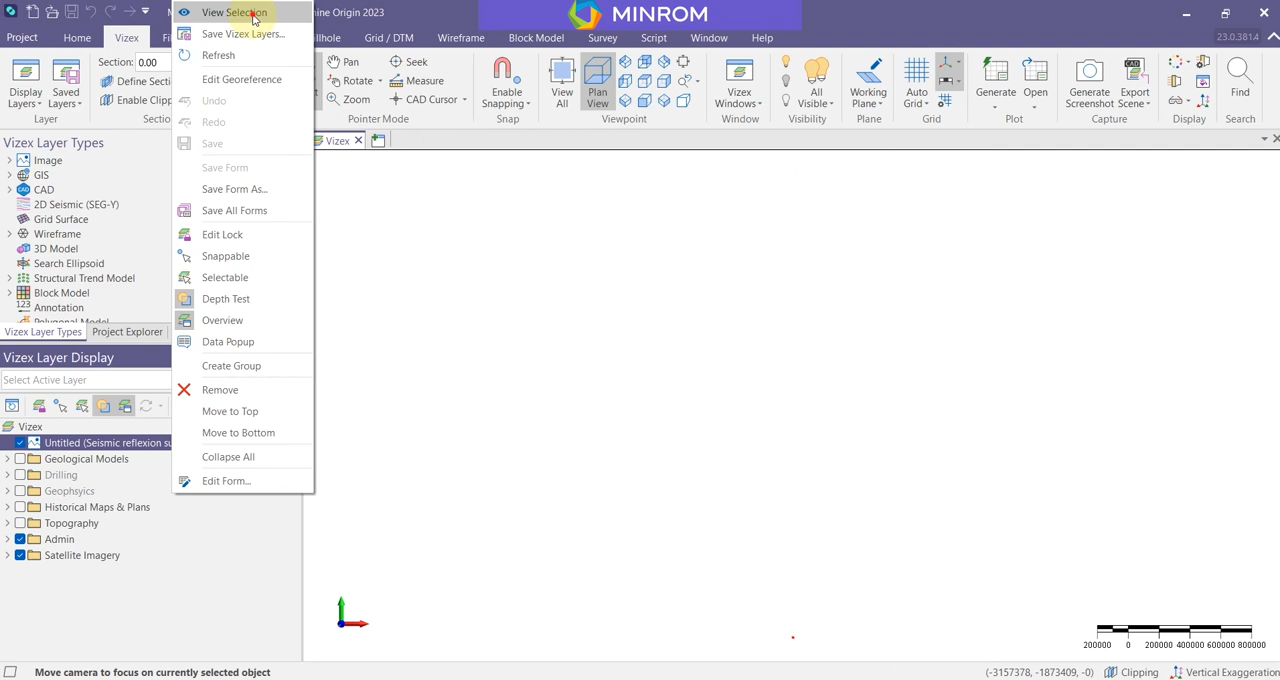 ine Origin 2023
MINROM
Project Home Vizex Fi llhole Grid / DTM Wireframe Block Model Survey Script Window Help 23.0.381.4
Display Layers Saved Layers Layer
Section: 0.00
Define Secti
Enable Clipp
Sectio
Pan Seek
Rotate Measure
Zoom CAD Cursor
Pointer Mode
Enable Snapping Snap
View All Plan View Viewpoint
Vizex Windows Window
All Visible Visibility
Working Plane Plane
Auto Grid Grid
Generate Open Plot
Generate Screenshot Export Scene Capture
Display
Find Search
Vizex
View Selection
Save Vizex Layers...
Refresh
Edit Georeference
Undo
Redo
Save
Save Form
Save Form As...
Save All Forms
Edit Lock
Snappable
Selectable
Depth Test
Overview
Data Popup
Create Group
Remove
Move to Top
Move to Bottom
Collapse All
Edit Form...
Vizex Layer Types
Image
GIS
CAD
2D Seismic (SEG-Y)
Grid Surface
Wireframe
3D Model
Search Ellipsoid
Structural Trend Model
Block Model
123 Annotation
Vizex Layer Types Project Explorer
Vizex Layer Display
Select Active Layer
Vizex
Untitled (Seismic reflexion su
Geological Models
Drilling
Geophsyics
Historical Maps & Plans
Topography
Admin
Satellite Imagery
200000 0 200000 400000 600000 800000
Move camera to focus on currently selected object
(-3157378, -1873409, -0) Clipping Vertical Exaggeration